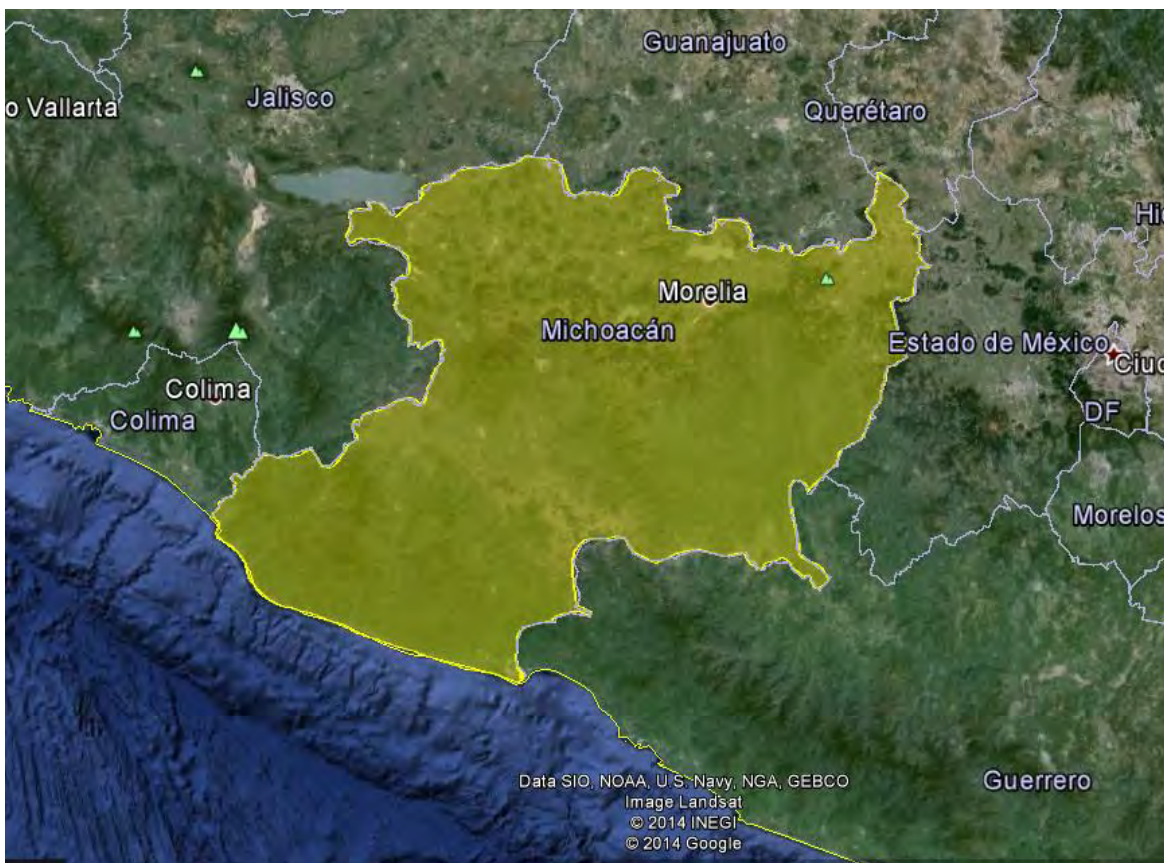 Guanajuato
Jalisco
o Vallarta
Querétaro
Hi
Morelia
Michoacán
Estado de México
Ciuc
Colima
Colima
DF
Morelos
Data SIO, NOAA, U.S. Navy, NGA, GEBCO
Image Landsat
© 2014 INEGI
© 2014 Google
Guerrero